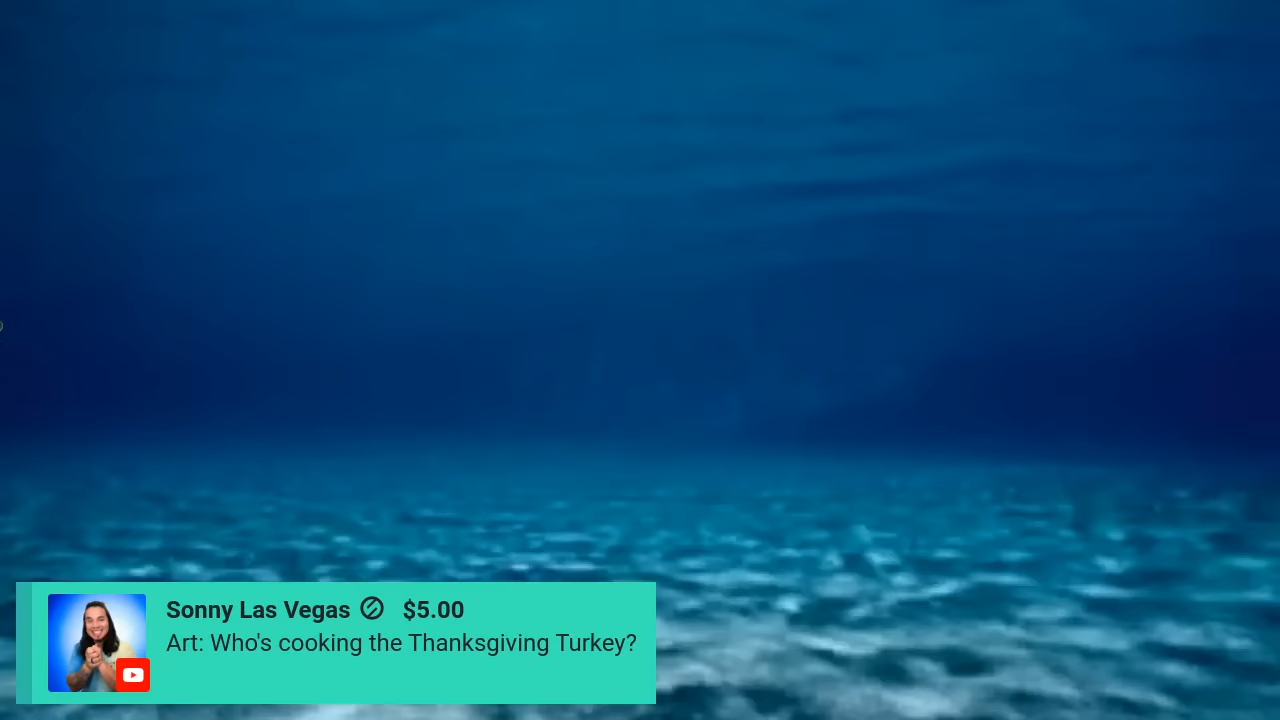 Sonny Las Vegas $5.00
Art: Who's cooking the Thanksgiving Turkey?